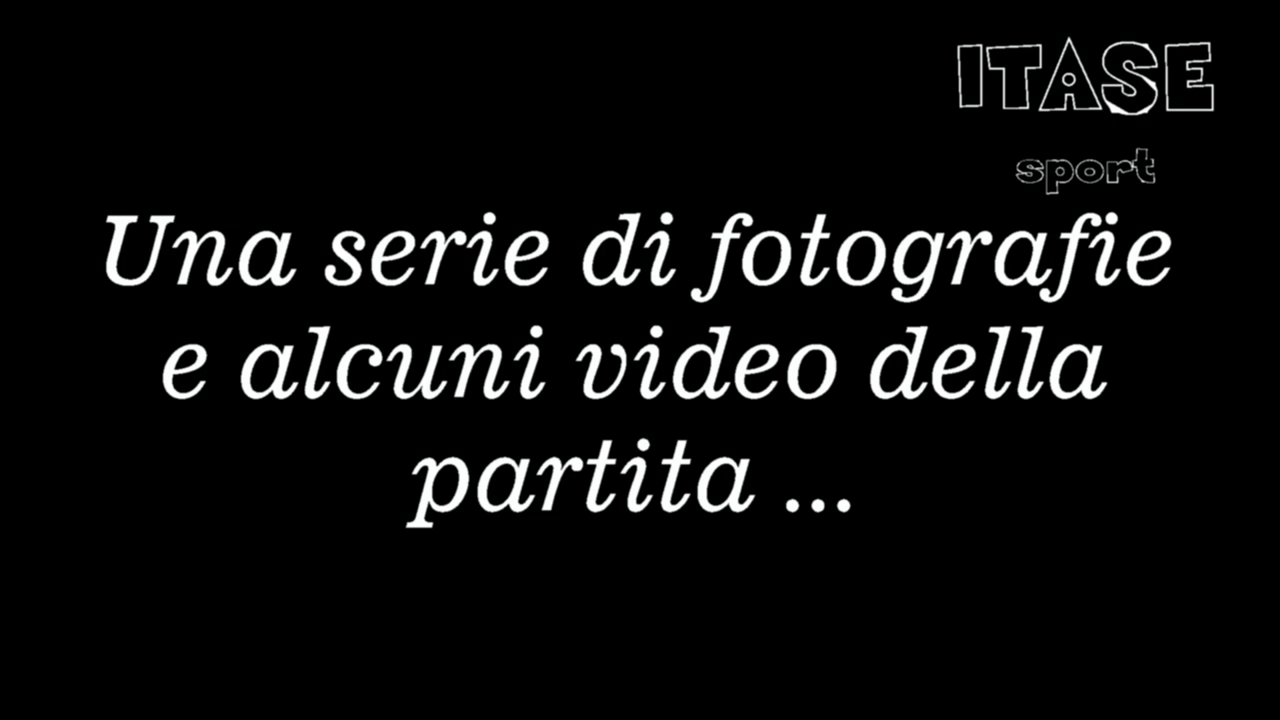 ITASE
sport
Una serie di fotografie
e alcuni video della
partita ...